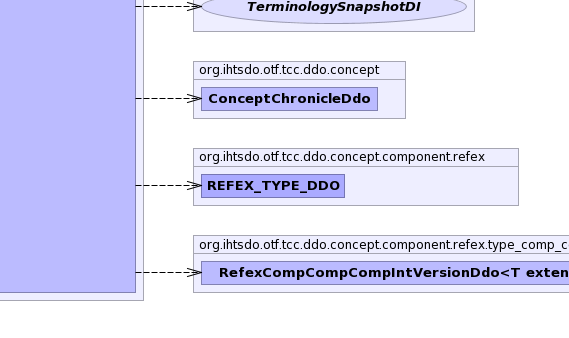 TerminologySnapshotDI
org.ihtsdo.otf.tcc.ddo.concept
ConceptChronicleDdo
org.ihtsdo.otf.tcc.ddo.concept.component.refex
REFEX_TYPE_DDO
org.ihtsdo.otf.tcc.ddo.concept.component.refex.type_comp_c
RefexCompCompCompIntVersionDdo<T exten